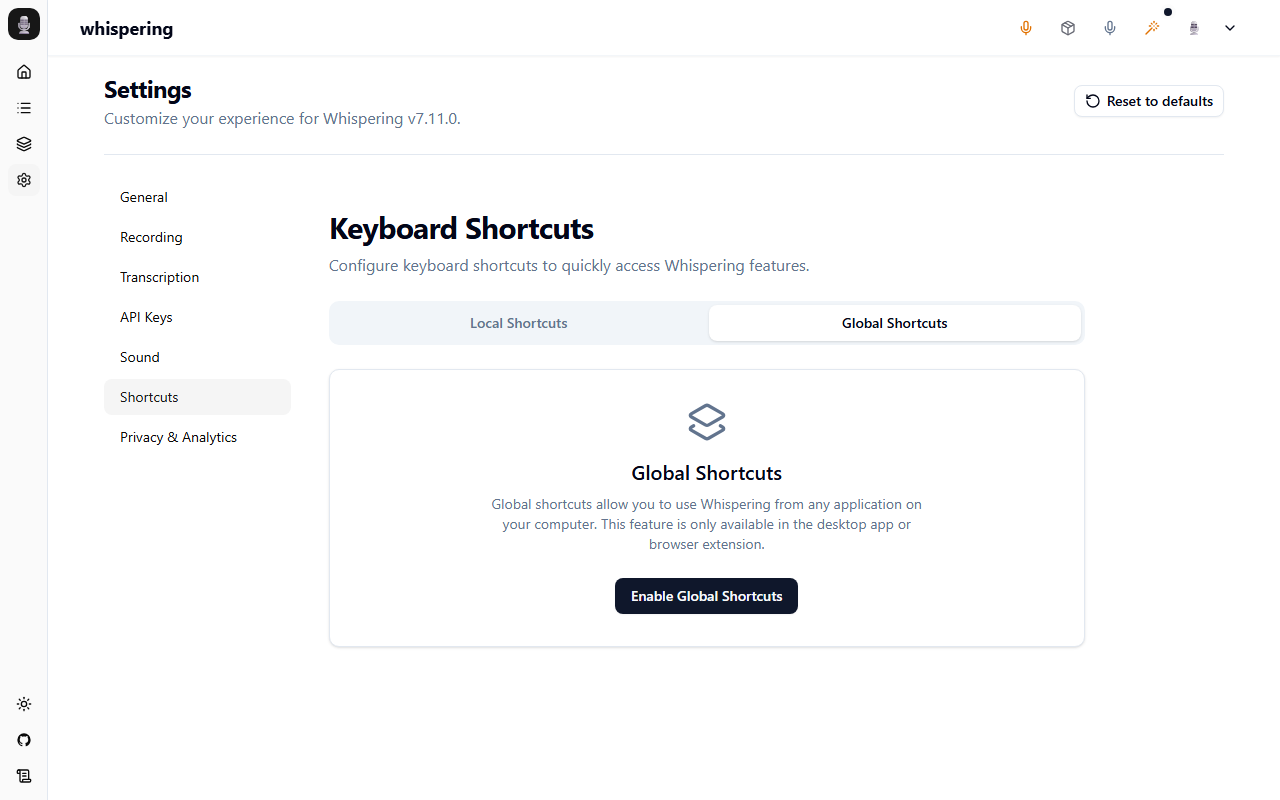 whispering
Settings
Customize your experience for Whispering v7.11.0.
Reset to defaults
General
Recording
Transcription
API Keys
Sound
Shortcuts
Privacy & Analytics
Keyboard Shortcuts
Configure keyboard shortcuts to quickly access Whispering features.
Local Shortcuts
Global Shortcuts
Global Shortcuts
Global shortcuts allow you to use Whispering from any application on
your computer. This feature is only available in the desktop app or
browser extension.
Enable Global Shortcuts